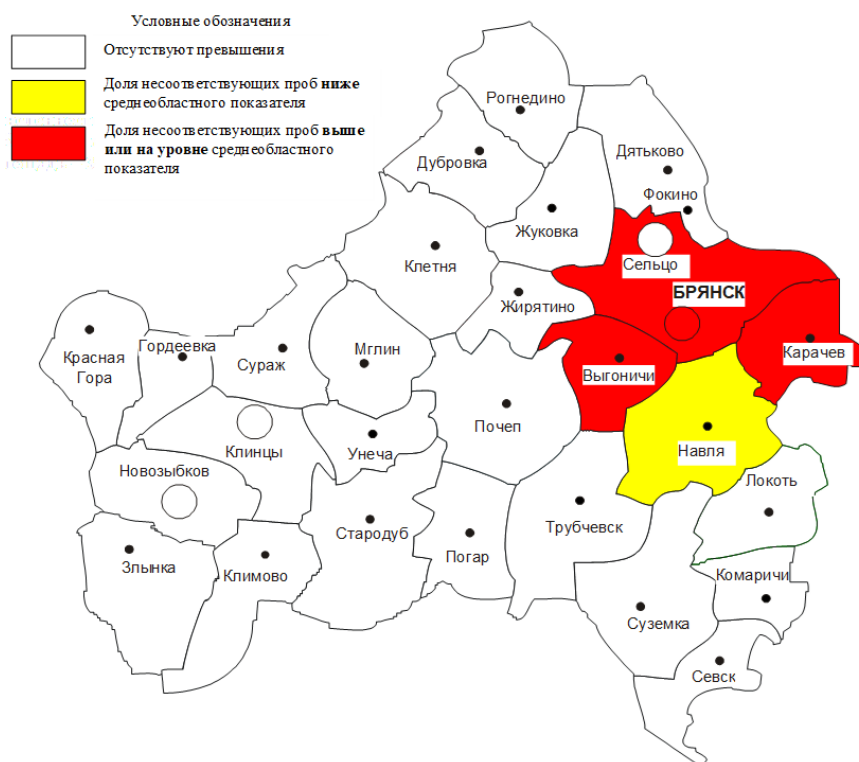 Условные обозначения
Отсутствуют превышения
Доля несоответствующих проб ниже
среднеобластного показателя
Доля несоответствующих проб выше
или на уровне среднеобластного
показателя
Рогнедино
Дубровка
Дятьково
Фокино
Жуковка
Клетня
Сельцо
БРЯНСК
Жирятино
Красная
Гора
Гордеевка
Сураж
Мглин
Выгоничи
Карачев
Почеп
Навля
Клинцы
Унеча
Новозыбков
Локоть
Стародуб
Погар
Трубчевск
Злынка
Климово
Комаричи
Суземка
Севск